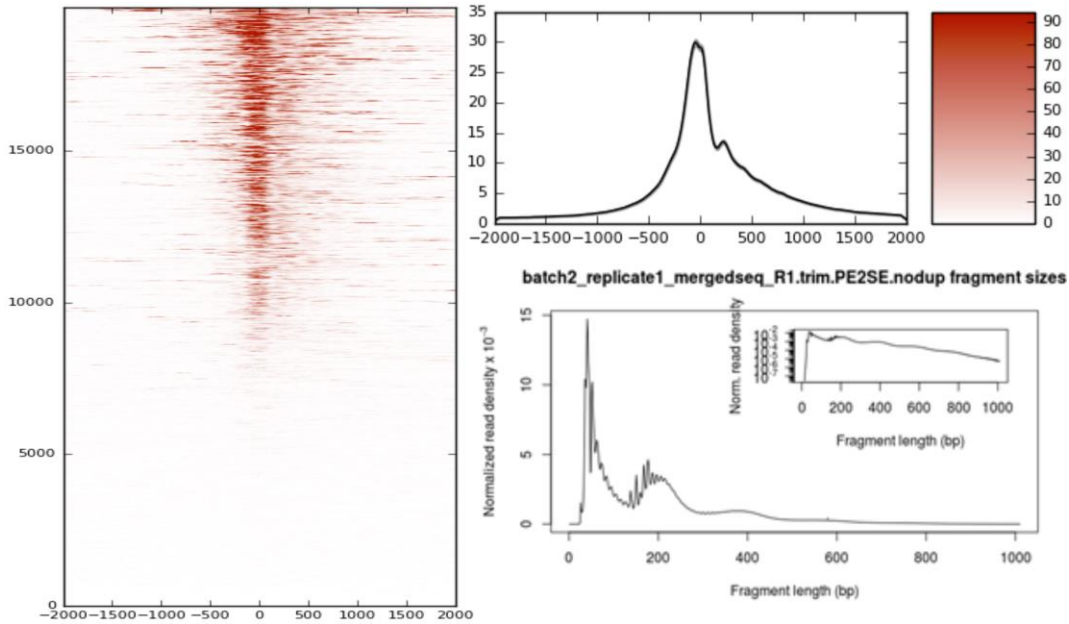 15000
10000
5000
0
−2000 −1500 −1000 −500 0 500 1000 1500 2000
35
30
25
20
15
10
5
0
−2000 −1500 −1000 −500 0 500 1000 1500 2000
90
80
70
60
50
40
30
20
10
0
batch2_replicate1_mergedseq_R1.trim.PE2SE.nodup fragment sizes
Normalized read density x 10⁻³
15
10
5
0
0 200 400 600 800 1000
Fragment length (bp)
Norm. read density
0 200 400 600 800 1000
Fragment length (bp)